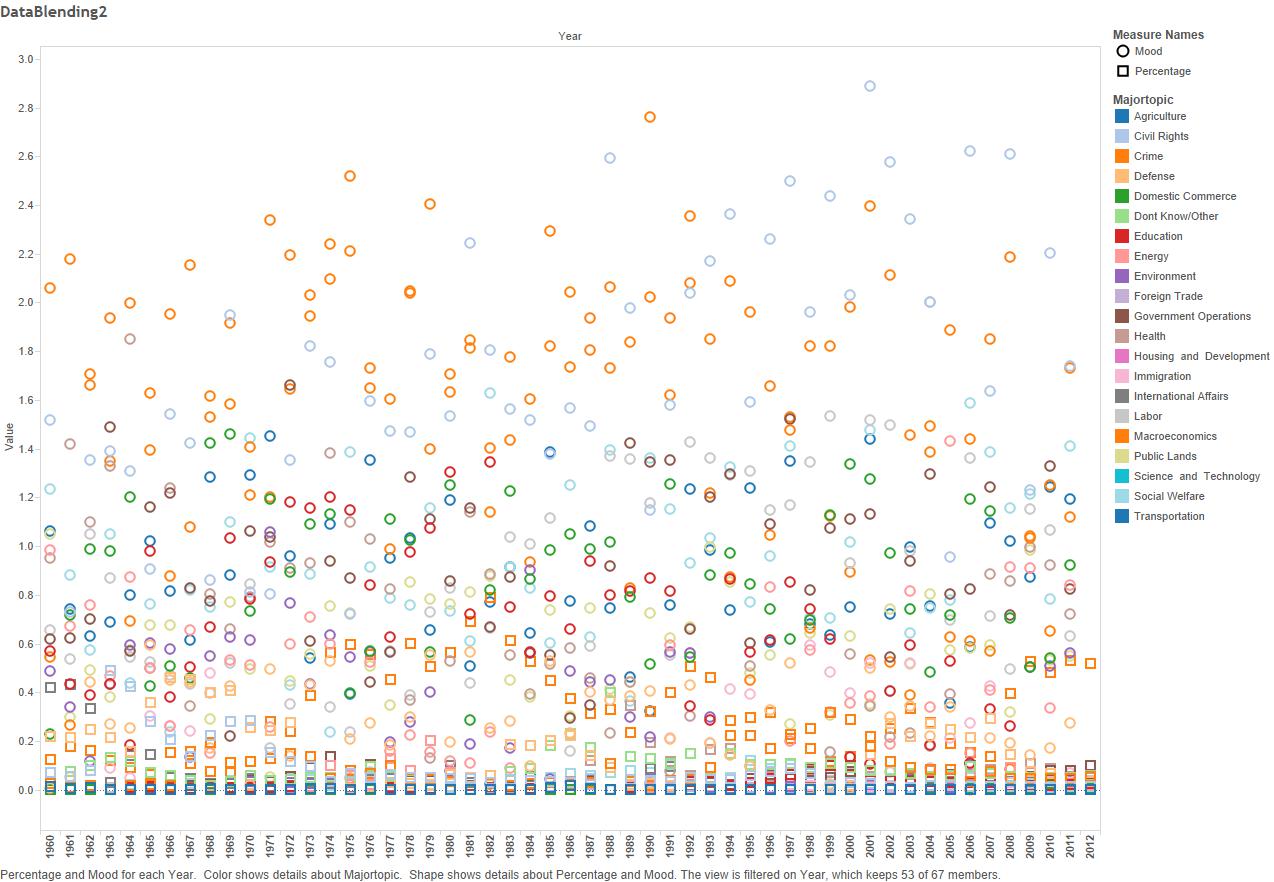 DataBlending2
Year
Measure Names
Mood
Percentage
Majortopic
Agriculture
Civil Rights
Crime
Defense
Domestic Commerce
Dont Know/Other
Education
Energy
Environment
Foreign Trade
Government Operations
Health
Housing and Development
Immigration
International Affairs
Labor
Macroeconomics
Public Lands
Science and Technology
Social Welfare
Transportation
Value
3.0
2.8
2.6
2.4
2.2
2.0
1.8
1.6
1.4
1.2
1.0
0.8
0.6
0.4
0.2
0.0
1960 1961 1962 1963 1964 1965 1966 1967 1968 1969 1970 1971 1972 1973 1974 1975 1976 1977 1978 1979 1980 1981 1982 1983 1984 1985 1986 1987 1988 1989 1990 1991 1992 1993 1994 1995 1996 1997 1998 1999 2000 2001 2002 2003 2004 2005 2006 2007 2008 2009 2010 2011 2012
Percentage and Mood for each Year. Color shows details about Majortopic. Shape shows details about Percentage and Mood. The view is filtered on Year, which keeps 53 of 67 members.